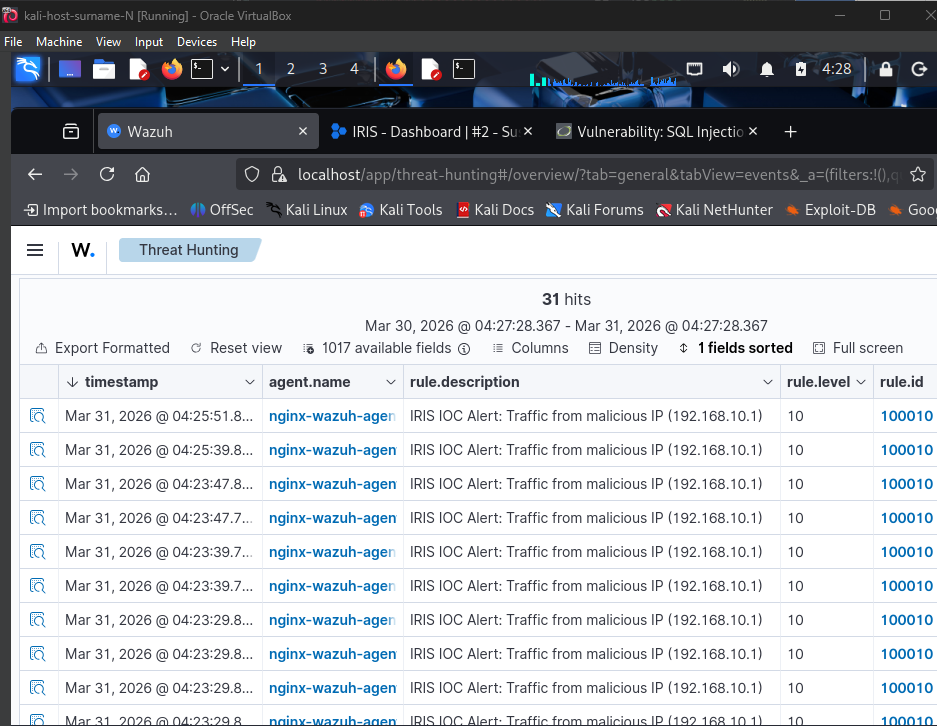 kali-host-surname-N [Running] - Oracle VirtualBox
File Machine View Input Devices Help
1 2 3 4 4:28
Wazuh IRIS - Dashboard | #2 - Su Vulnerability: SQL Injectio
localhost/app/threat-hunting#/overview/?tab=general&tabView=events&_a=(filters:!(),q
Import bookmarks... OffSec Kali Linux Kali Tools Kali Docs Kali Forums Kali NetHunter Exploit-DB Goo
W. Threat Hunting
31 hits
Mar 30, 2026 @ 04:27:28.367 - Mar 31, 2026 @ 04:27:28.367
Export Formatted Reset view 1017 available fields Columns Density 1 fields sorted Full screen
timestamp agent.name rule.description rule.level rule.id
Mar 31, 2026 @ 04:25:51.8... nginx-wazuh-agen IRIS IOC Alert: Traffic from malicious IP (192.168.10.1) 10 100010
Mar 31, 2026 @ 04:25:39.8... nginx-wazuh-agen IRIS IOC Alert: Traffic from malicious IP (192.168.10.1) 10 100010
Mar 31, 2026 @ 04:23:47.8... nginx-wazuh-agen IRIS IOC Alert: Traffic from malicious IP (192.168.10.1) 10 100010
Mar 31, 2026 @ 04:23:47.7... nginx-wazuh-agen IRIS IOC Alert: Traffic from malicious IP (192.168.10.1) 10 100010
Mar 31, 2026 @ 04:23:39.7... nginx-wazuh-agen IRIS IOC Alert: Traffic from malicious IP (192.168.10.1) 10 100010
Mar 31, 2026 @ 04:23:39.7... nginx-wazuh-agen IRIS IOC Alert: Traffic from malicious IP (192.168.10.1) 10 100010
Mar 31, 2026 @ 04:23:29.8... nginx-wazuh-agen IRIS IOC Alert: Traffic from malicious IP (192.168.10.1) 10 100010
Mar 31, 2026 @ 04:23:29.8... nginx-wazuh-agen IRIS IOC Alert: Traffic from malicious IP (192.168.10.1) 10 100010
Mar 31, 2026 @ 04:23:29.8... nginx-wazuh-agen IRIS IOC Alert: Traffic from malicious IP (192.168.10.1) 10 100010
Mar 31, 2026 @ 04:23:29.8... nginx-wazuh-agen IRIS IOC Alert: Traffic from malicious IP (192.168.10.1) 10 100010